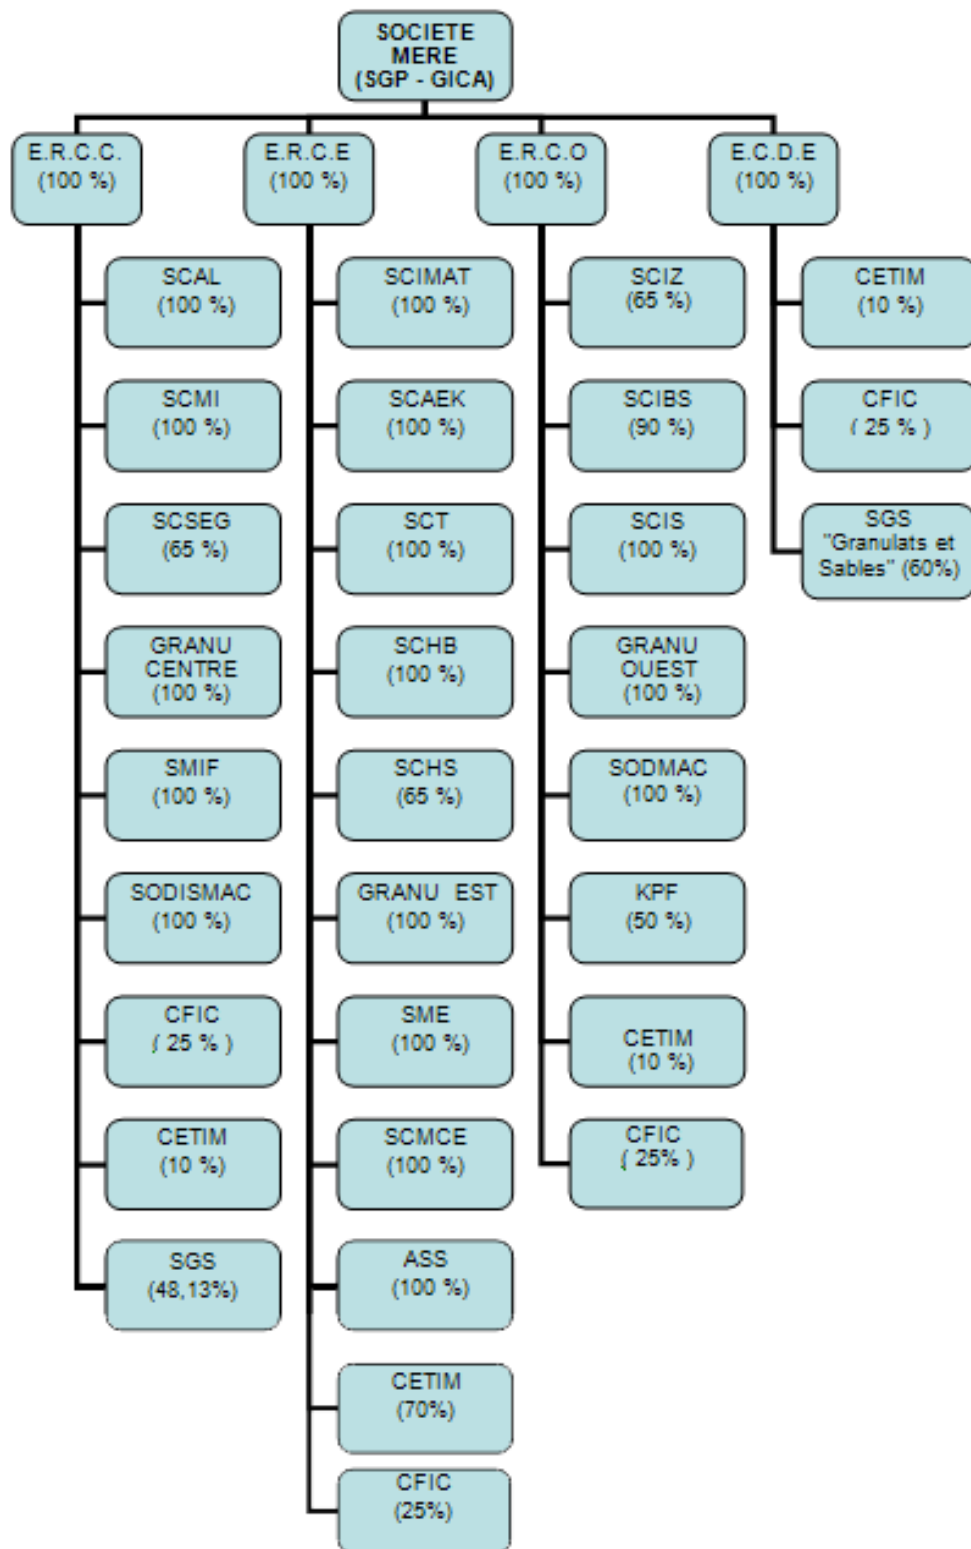 SOCIETE
MERE
(SGP - GICA)
E.R.C.C.
(100 %)
E.R.C.E
(100 %)
E.R.C.O
(100 %)
E.C.D.E
(100 %)
SCAL
(100 %)
SCMI
(100 %)
SCSEG
(65 %)
GRANU
CENTRE
(100 %)
SMIF
(100 %)
SODISMAC
(100 %)
CFIC
( 25 % )
CETIM
(10 %)
SGS
(48,13%)
SCIMAT
(100 %)
SCAEK
(100 %)
SCT
(100 %)
SCHB
(100 %)
SCHS
(65 %)
GRANU EST
(100 %)
SME
(100 %)
SCMCE
(100 %)
ASS
(100 %)
CETIM
(70%)
CFIC
(25%)
SCIZ
(65 %)
SCIBS
(90 %)
SCIS
(100 %)
GRANU
OUEST
(100 %)
SODMAC
(100 %)
KPF
(50 %)
CETIM
(10 %)
CFIC
( 25% )
CETIM
(10 %)
CFIC
( 25 % )
SGS
"Granulats et
Sables" (60%)